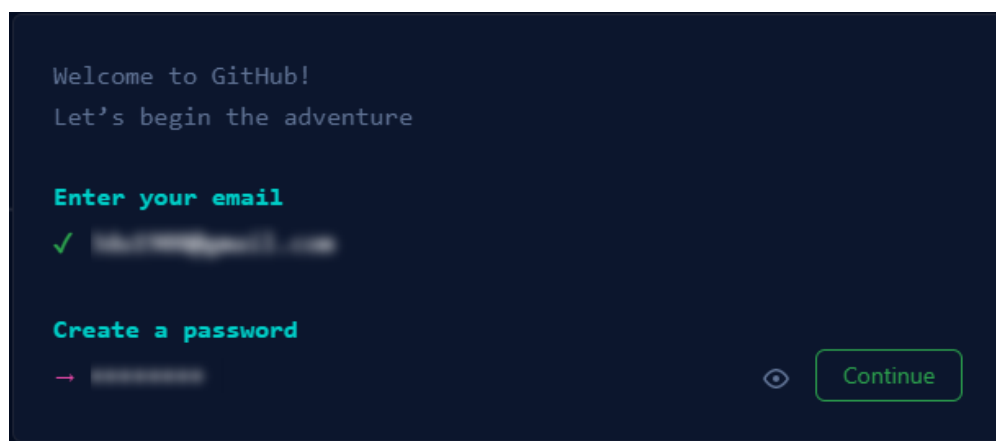 Welcome to GitHub!
Let’s begin the adventure
Enter your email
✓
Create a password
→ Continue